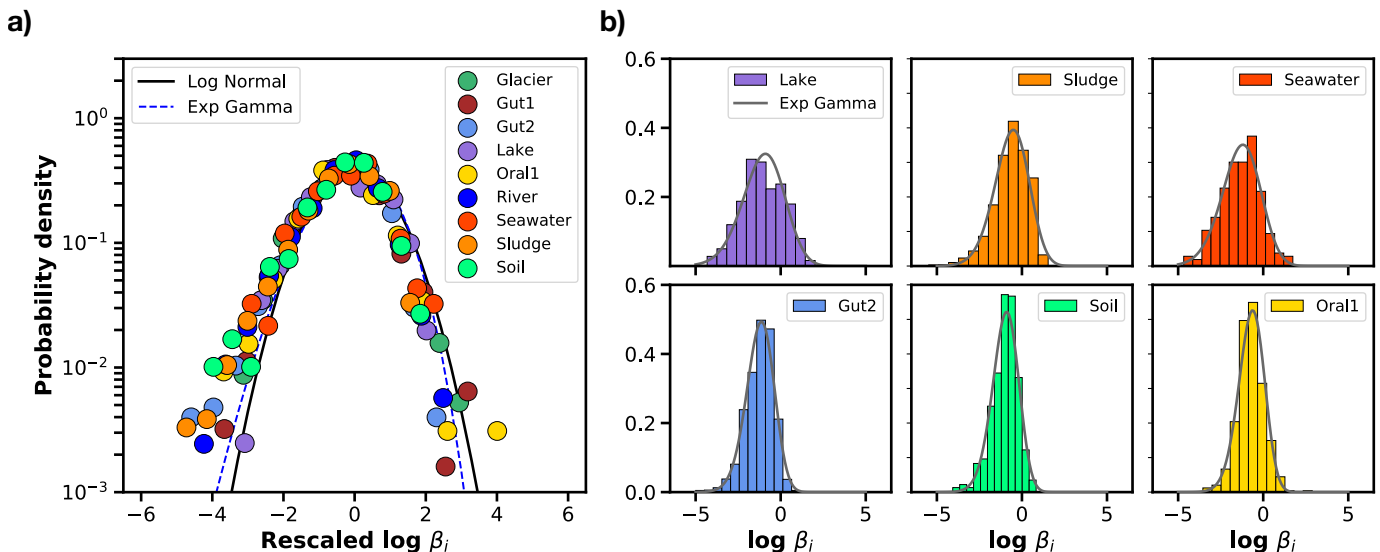 a)
Log Normal
Exp Gamma
Glacier
Gut1
Gut2
Lake
Oral1
River
Seawater
Sludge
Soil
10⁰
10⁻¹
10⁻²
10⁻³
Probability density
−6 −4 −2 0 2 4 6
Rescaled log βᵢ
b)
0.6
0.4
0.2
0.0
Lake
Exp Gamma
Sludge
Seawater
0.6
0.4
0.2
0.0
Gut2
Soil
Oral1
−5 0 5
−5 0 5
−5 0 5
log βᵢ
log βᵢ
log βᵢ